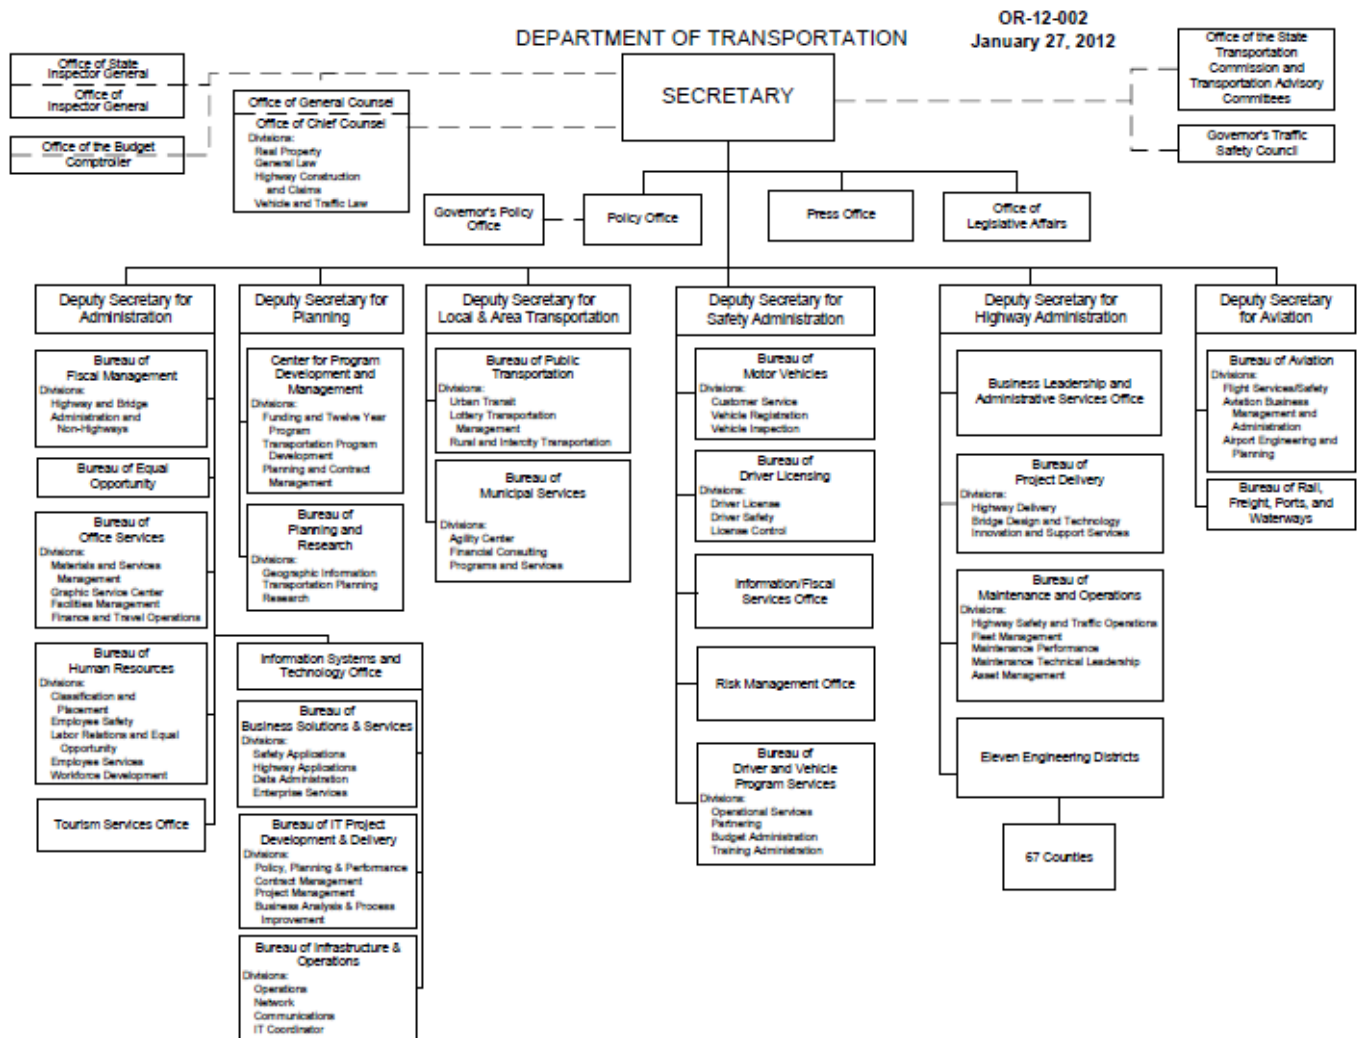 OR-12-002
January 27, 2012
DEPARTMENT OF TRANSPORTATION
SECRETARY
Office of State
Inspector General
Office of
Inspector General
Office of the Budget
Comptroller
Office of General Counsel
Office of Chief Counsel
Divisions:
Real Property
General Law
Highway Construction
and Claims
Vehicle and Traffic Law
Office of the State
Transportation
Commission and
Transportation Advisory
Committees
Governor's Traffic
Safety Council
Governor's Policy
Office
Policy Office
Press Office
Office of
Legislative Affairs
Deputy Secretary for
Administration
Bureau of
Fiscal Management
Divisions:
Highway and Bridge
Administration and
Non-Highways
Bureau of Equal
Opportunity
Bureau of
Office Services
Divisions:
Materials and Services
Management
Graphic Service Center
Facilities Management
Finance and Travel Operations
Bureau of
Human Resources
Divisions:
Classification and
Placement
Employee Safety
Labor Relations and Equal
Opportunity
Employee Services
Workforce Development
Tourism Services Office
Deputy Secretary for
Planning
Center for Program
Development and
Management
Divisions:
Funding and Twelve Year
Program
Transportation Program
Development
Planning and Contract
Management
Bureau of
Planning and
Research
Divisions:
Geographic Information
Transportation Planning
Research
Information Systems and
Technology Office
Bureau of
Business Solutions & Services
Divisions:
Safety Applications
Highway Applications
Data Administration
Enterprise Services
Bureau of IT Project
Development & Delivery
Divisions:
Policy, Planning & Performance
Contract Management
Project Management
Business Analysis & Process
Improvement
Bureau of Infrastructure &
Operations
Divisions:
Operations
Network
Communications
IT Coordinator
Deputy Secretary for
Local & Area Transportation
Bureau of Public
Transportation
Divisions:
Urban Transit
Lottery Transportation
Management
Rural and Intercity Transportation
Bureau of
Municipal Services
Divisions:
Agility Center
Financial Consulting
Programs and Services
Deputy Secretary for
Safety Administration
Bureau of
Motor Vehicles
Divisions:
Customer Service
Vehicle Registration
Vehicle Inspection
Bureau of
Driver Licensing
Divisions:
Driver License
Driver Safety
License Control
Information/Fiscal
Services Office
Risk Management Office
Bureau of
Driver and Vehicle
Program Services
Divisions:
Operational Services
Partnering
Budget Administration
Training Administration
Deputy Secretary for
Highway Administration
Business Leadership and
Administrative Services Office
Bureau of
Project Delivery
Divisions:
Highway Delivery
Bridge Design and Technology
Innovation and Support Services
Bureau of
Maintenance and Operations
Divisions:
Highway Safety and Traffic Operations
Fleet Management
Maintenance Performance
Maintenance Technical Leadership
Asset Management
Eleven Engineering Districts
67 Counties
Deputy Secretary
for Aviation
Bureau of Aviation
Divisions:
Flight Services/Safety
Aviation Business
Management and
Administration
Airport Engineering and
Planning
Bureau of Rail,
Freight, Ports, and
Waterways